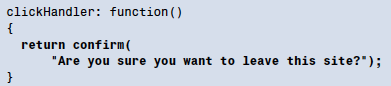 clickHandler: function()
{
  return confirm(
      "Are you sure you want to leave this site?");
}